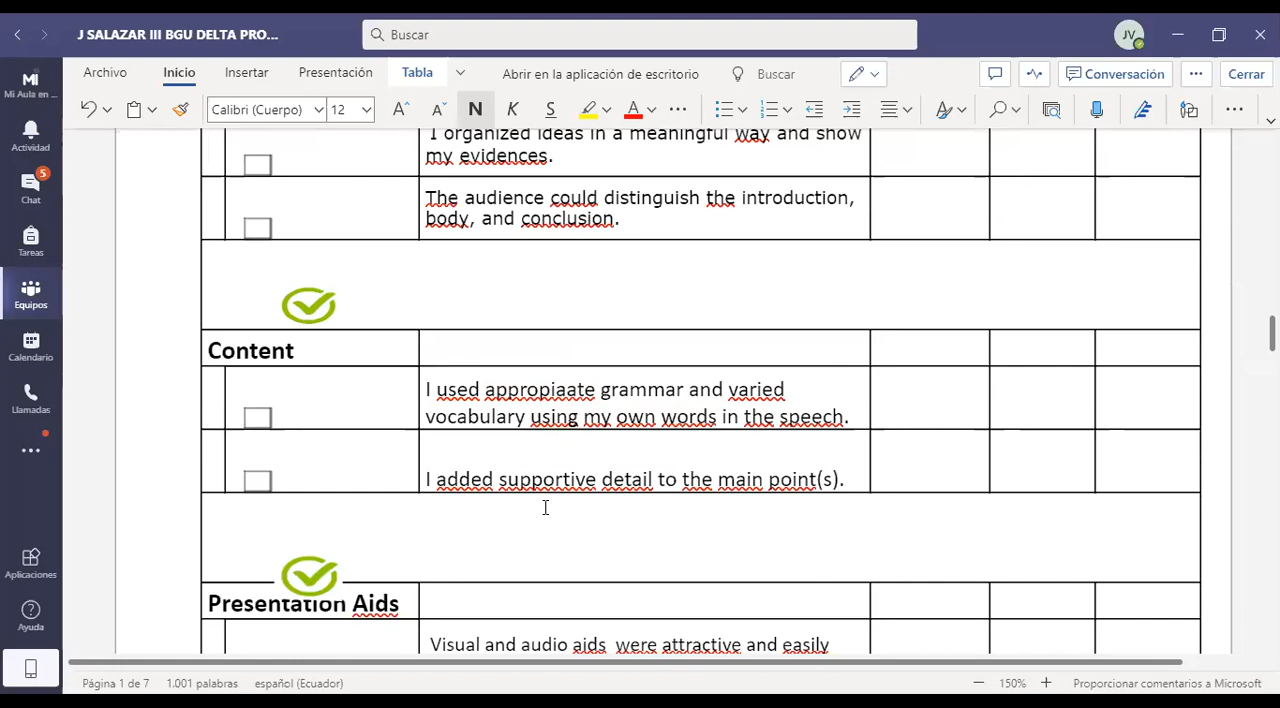 J SALAZAR III BGU DELTA PRO...
Buscar
JV
MI
Mi Aula en ...
Actividad
5
Chat
Tareas
Equipos
Calendario
Llamadas
Aplicaciones
Ayuda
Archivo Inicio Insertar Presentación Tabla Abrir en la aplicación de escritorio Buscar Conversación Cerrar
Calibri (Cuerpo) 12 A A N K S A
I organized ideas in a meaningful way and show
my evidences.
The audience could distinguish the introduction,
body, and conclusion.
Content
I used appropiaate grammar and varied
vocabulary using my own words in the speech.
I added supportive detail to the main point(s).
Presentation Aids
Visual and audio aids were attractive and easily
Página 1 de 7 1.001 palabras español (Ecuador) 150% Proporcionar comentarios a Microsoft